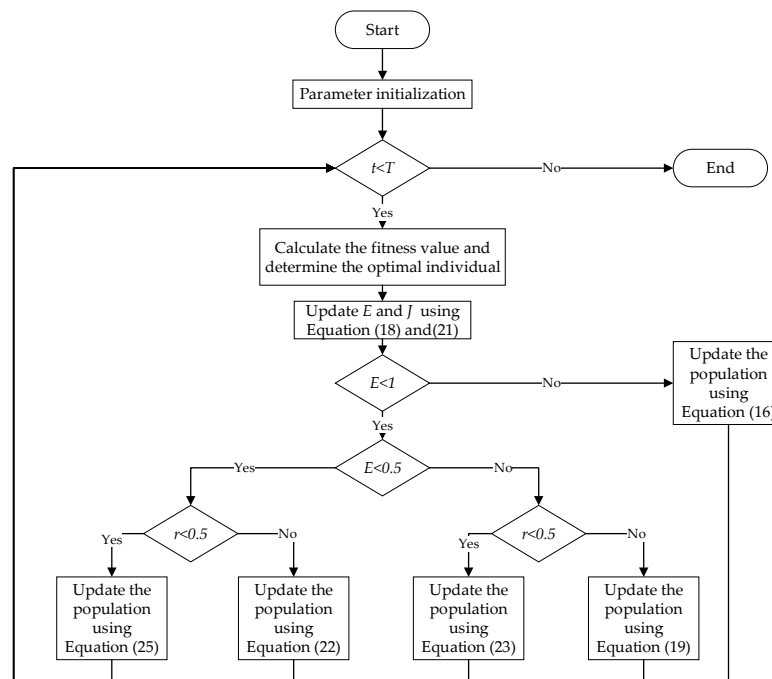 Start
Parameter initialization
t<T
No
End
Yes
Calculate the fitness value and
determine the optimal individual
Update E and J using
Equation (18) and(21)
E<1
No
Update the
population
using
Equation (16)
Yes
E<0.5
Yes
No
r<0.5
r<0.5
Yes
No
Yes
No
Update the
population
using
Equation (25)
Update the
population
using
Equation (22)
Update the
population
using
Equation (23)
Update the
population
using
Equation (19)